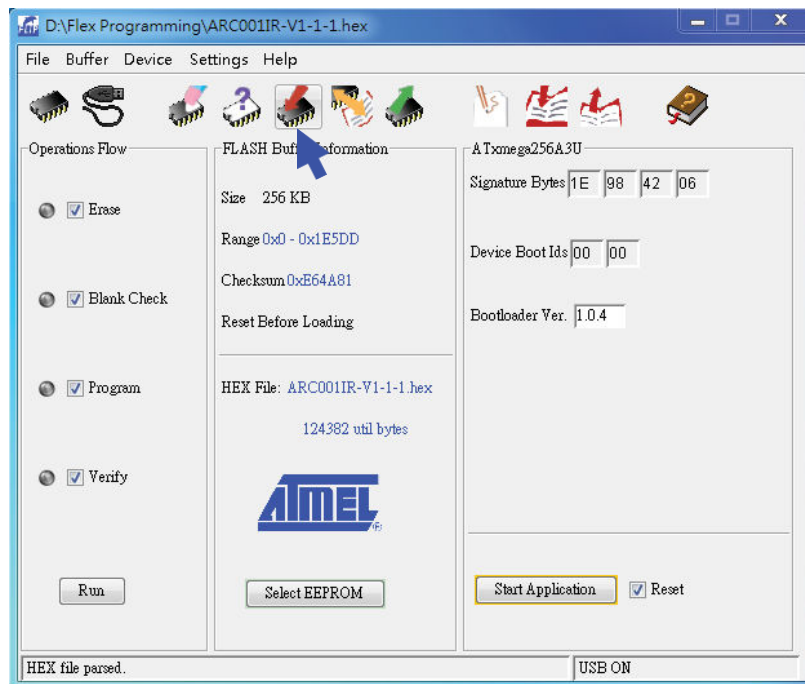 D:\Flex Programming\ARC001IR-V1-1-1.hex
File Buffer Device Settings Help
Operations Flow
Erase
Blank Check
Program
Verify
Run
FLASH Buffer Information
Size 256 KB
Range 0x0 - 0x1E5DD
Checksum 0xE64A81
Reset Before Loading
HEX File: ARC001IR-V1-1-1.hex
124382 util bytes
ATMEL
®
Select EEPROM
ATxmega256A3U
Signature Bytes 1E 98 42 06
Device Boot Ids 00 00
Bootloader Ver. 1.0.4
Start Application Reset
HEX file parsed. USB ON